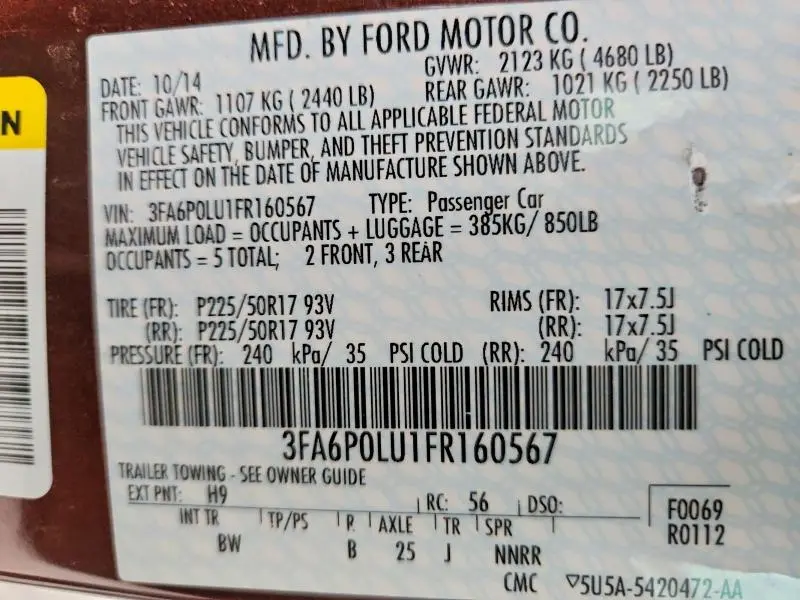 MFD. BY FORD MOTOR CO.
DATE: 10/14 GVWR: 2123 KG ( 4680 LB)
FRONT GAWR: 1107 KG ( 2440 LB) REAR GAWR: 1021 KG ( 2250 LB)
THIS VEHICLE CONFORMS TO ALL APPLICABLE FEDERAL MOTOR
VEHICLE SAFETY, BUMPER, AND THEFT PREVENTION STANDARDS
IN EFFECT ON THE DATE OF MANUFACTURE SHOWN ABOVE.
VIN: 3FA6P0LU1FR160567 TYPE: Passenger Car
MAXIMUM LOAD = OCCUPANTS + LUGGAGE = 385KG/ 850LB
OCCUPANTS = 5 TOTAL; 2 FRONT, 3 REAR
TIRE (FR): P225/50R17 93V RIMS (FR): 17x7.5J
(RR): P225/50R17 93V (RR): 17x7.5J
PRESSURE (FR): 240 kPa/ 35 PSI COLD (RR): 240 kPa/ 35 PSI COLD
3FA6P0LU1FR160567
TRAILER TOWING - SEE OWNER GUIDE
EXT PNT: H9 RC: 56 DSO: F0069
R0112
INT TR TP/PS R AXLE TR SPR
BW B 25 J NNRR
CMC ▽5U5A-5420472-AA
N